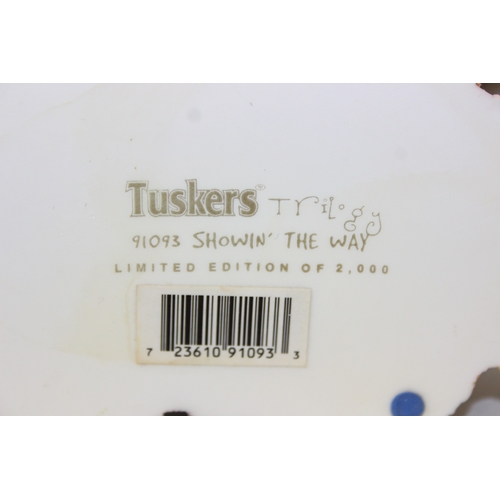 Tuskers® Trilogy
91093 SHOWIN' THE WAY
LIMITED EDITION OF 2,000
7 23610 91093 3